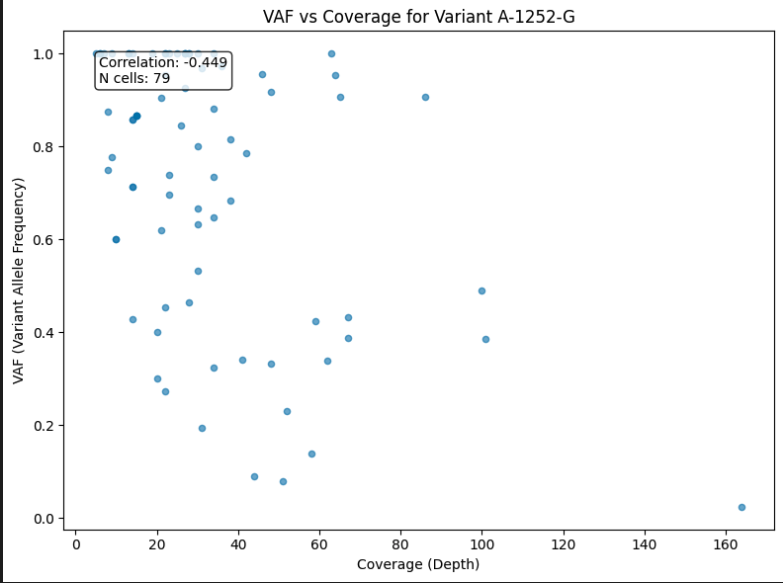 VAF vs Coverage for Variant A-1252-G
Correlation: -0.449
N cells: 79
1.0
0.8
0.6
0.4
0.2
0.0
VAF (Variant Allele Frequency)
0 20 40 60 80 100 120 140 160
Coverage (Depth)